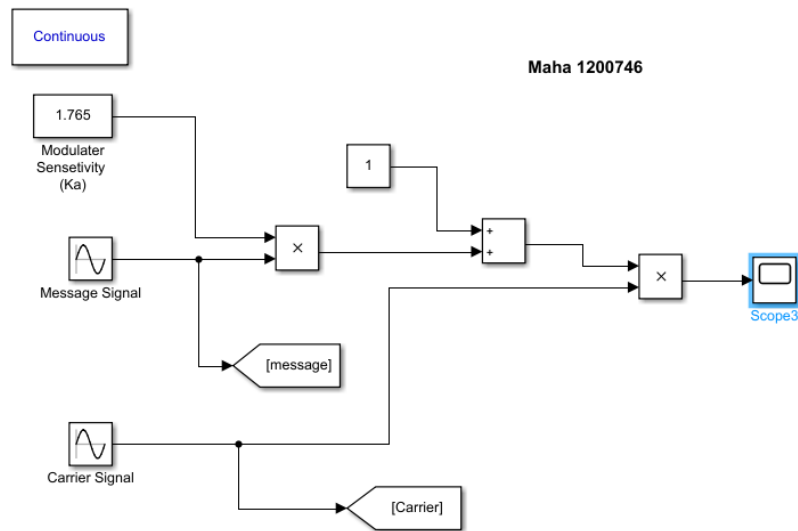 Continuous
Maha 1200746
1.765
Modulater
Sensetivity
(Ka)
1
+
+
×
×
Message Signal
Scope3
[message]
Carrier Signal
[Carrier]